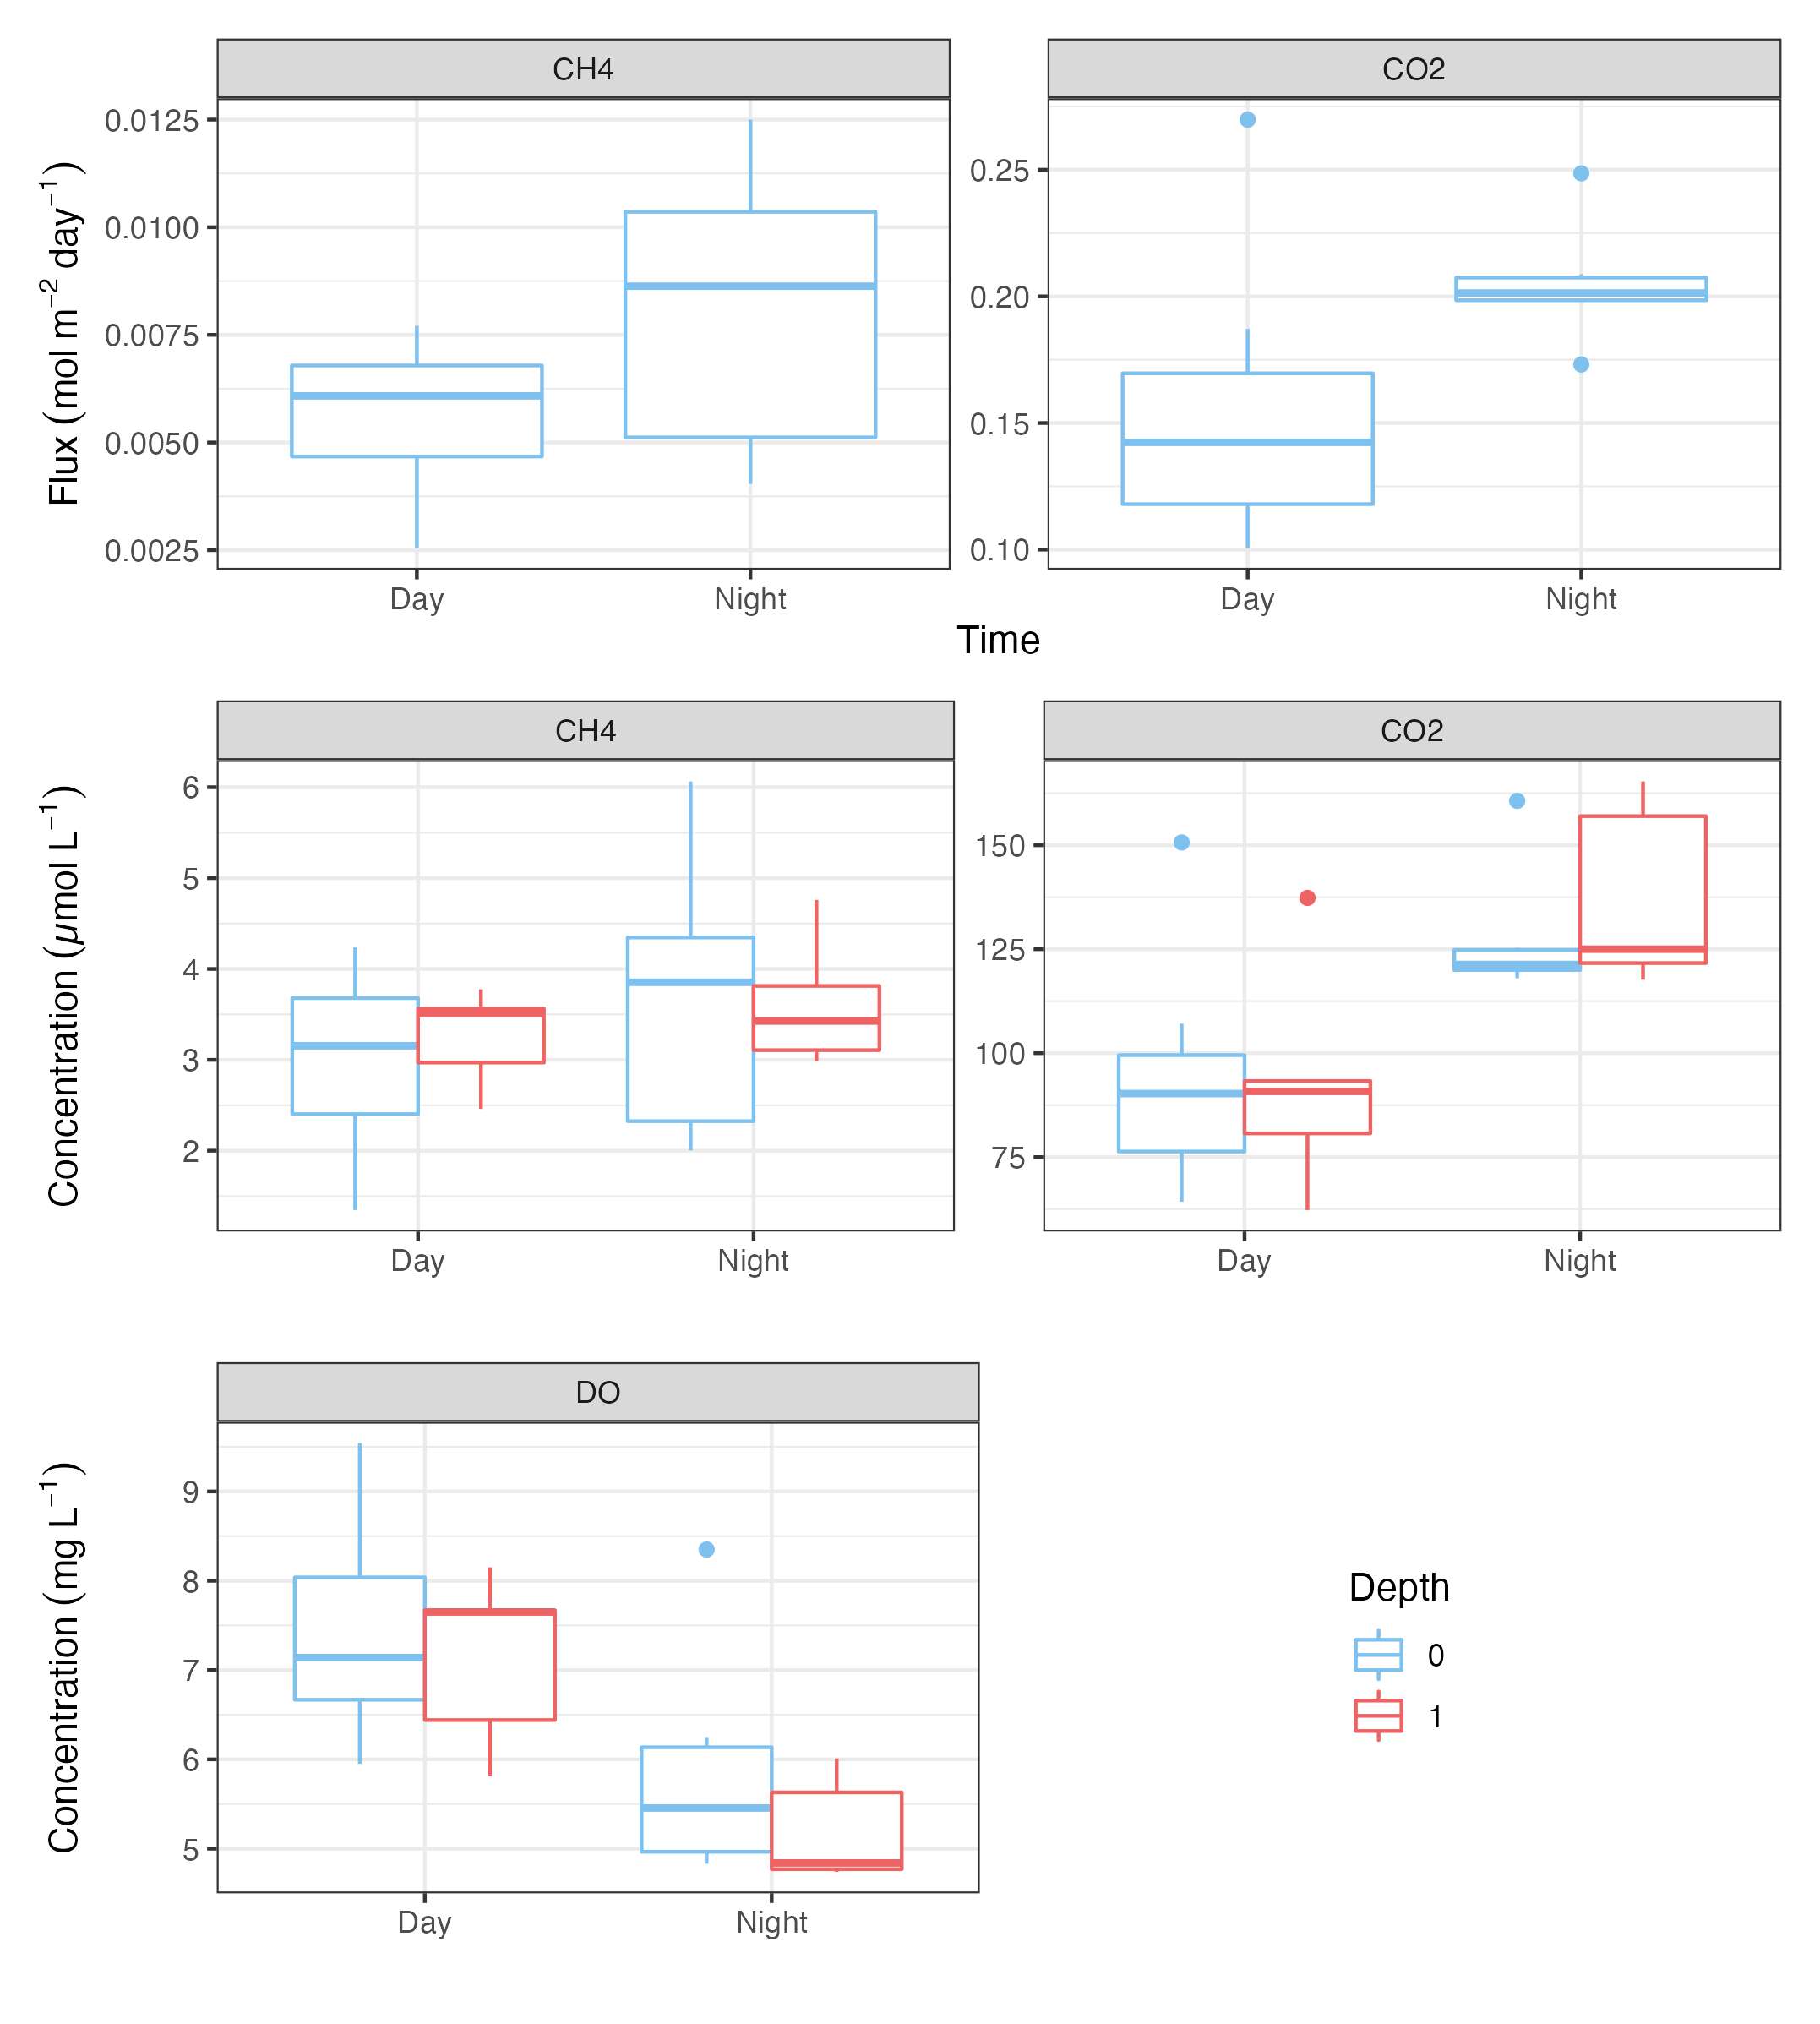 CH4
CO2
Flux (mol m⁻² day⁻¹)
0.0125
0.0100
0.0075
0.0050
0.0025
0.25
0.20
0.15
0.10
Day
Night
Day
Night
Time
CH4
CO2
Concentration (µmol L⁻¹)
6
5
4
3
2
150
125
100
75
Day
Night
Day
Night
DO
Concentration (mg L⁻¹)
9
8
7
6
5
Day
Night
Depth
0
1